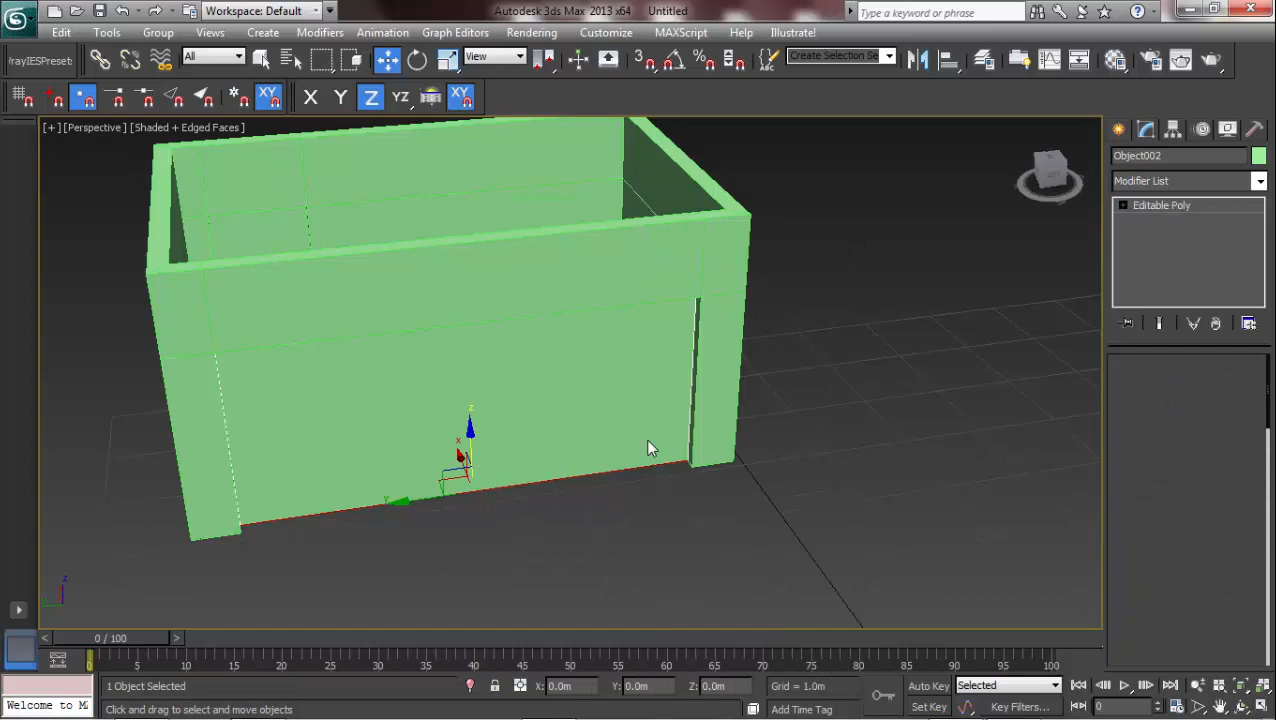 Workspace: Default
Autodesk 3ds Max 2013 x64 Untitled
Type a keyword or phrase
Edit Tools Group Views Create Modifiers Animation Graph Editors Rendering Customize MAXScript Help Illustrate!
All View Create Selection Se
X Y Z YZ XY
[+] [Perspective] [Shaded + Edged Faces]
Object002
Modifier List
Editable Poly
z
x
y
z
0 / 100
0 5 10 15 20 25 30 35 40 45 50 55 60 65 70 75 80 85 90 95 100
1 Object Selected X: 0.0m Y: 0.0m Z: 0.0m Grid = 1.0m Auto Key Selected
Welcome to M Click and drag to select and move objects Add Time Tag Set Key Key Filters... 0